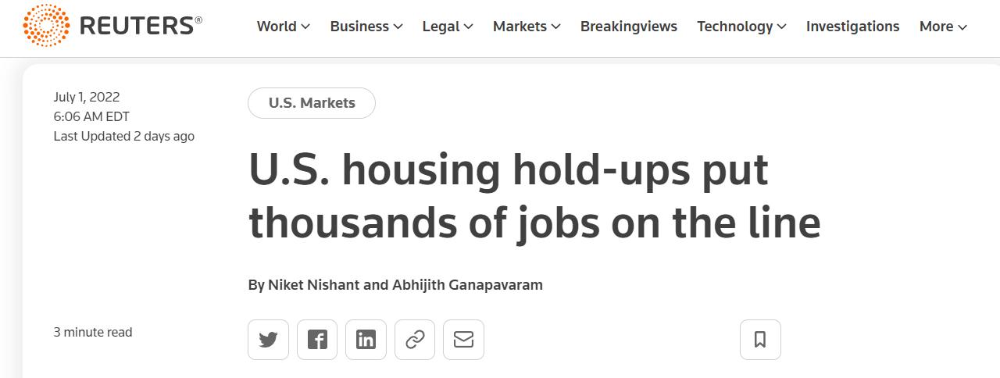 REUTERS®
World Business Legal Markets Breakingviews Technology Investigations More
July 1, 2022
6:06 AM EDT
Last Updated 2 days ago
U.S. Markets
U.S. housing hold-ups put
thousands of jobs on the line
By Niket Nishant and Abhijith Ganapavaram
3 minute read